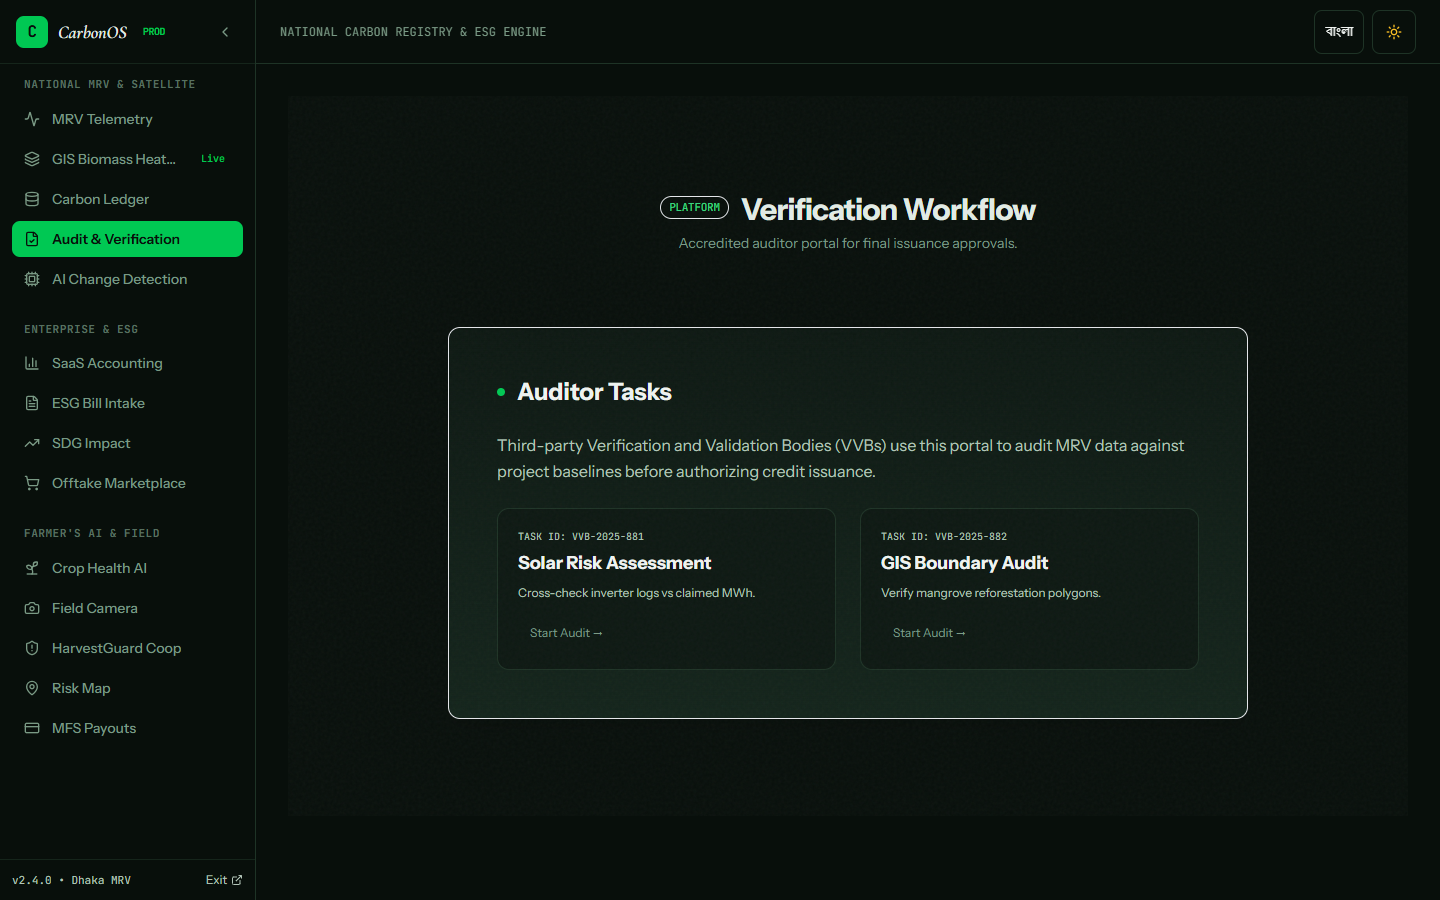 C CarbonOS PROD
NATIONAL CARBON REGISTRY & ESG ENGINE
বাংলা
NATIONAL MRV & SATELLITE
MRV Telemetry
GIS Biomass Heat... Live
Carbon Ledger
Audit & Verification
AI Change Detection
ENTERPRISE & ESG
SaaS Accounting
ESG Bill Intake
SDG Impact
Offtake Marketplace
FARMER'S AI & FIELD
Crop Health AI
Field Camera
HarvestGuard Coop
Risk Map
MFS Payouts
v2.4.0 • Dhaka MRV
Exit
PLATFORM Verification Workflow
Accredited auditor portal for final issuance approvals.
Auditor Tasks
Third-party Verification and Validation Bodies (VVBs) use this portal to audit MRV data against
project baselines before authorizing credit issuance.
TASK ID: VVB-2025-881
Solar Risk Assessment
Cross-check inverter logs vs claimed MWh.
Start Audit →
TASK ID: VVB-2025-882
GIS Boundary Audit
Verify mangrove reforestation polygons.
Start Audit →